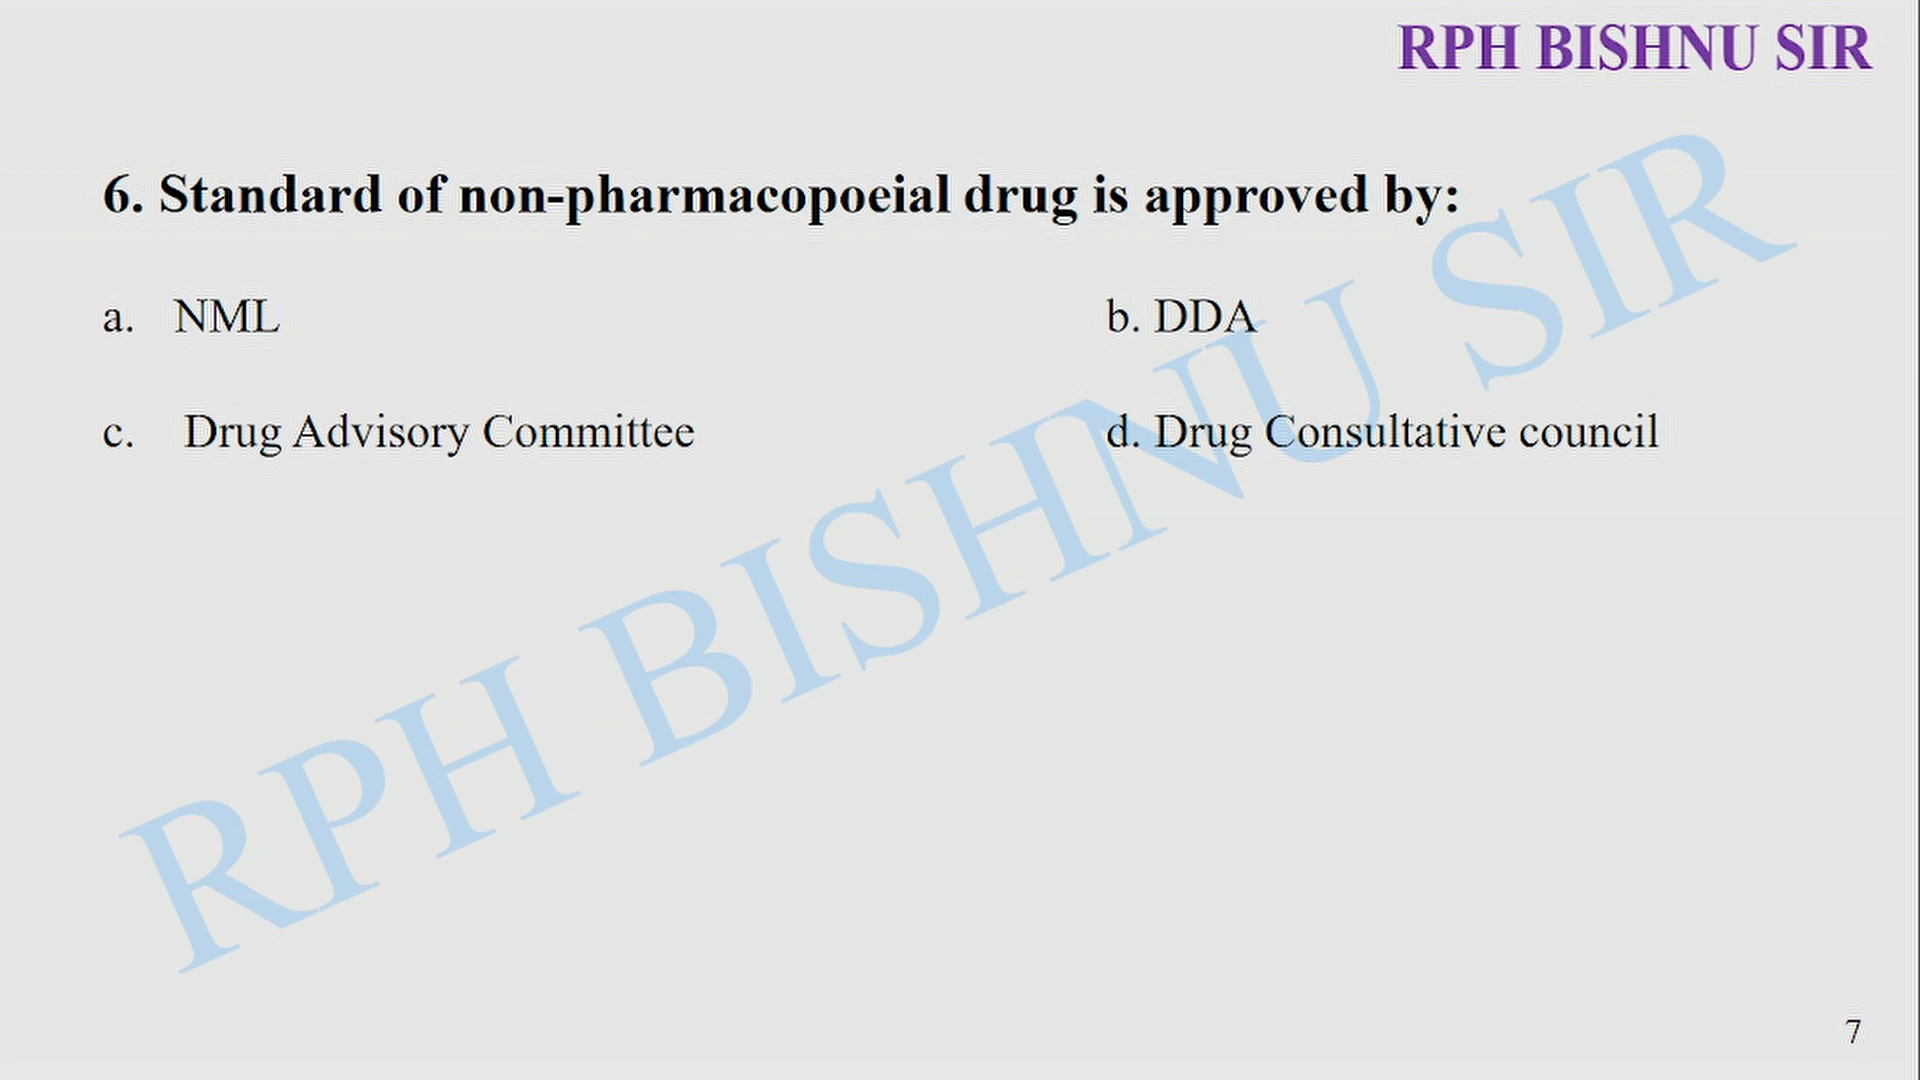 RPH BISHNU SIR
6. Standard of non-pharmacopoeial drug is approved by:
a. NML
b. DDA
c. Drug Advisory Committee
d. Drug Consultative council
RPH BISHNU SIR
7